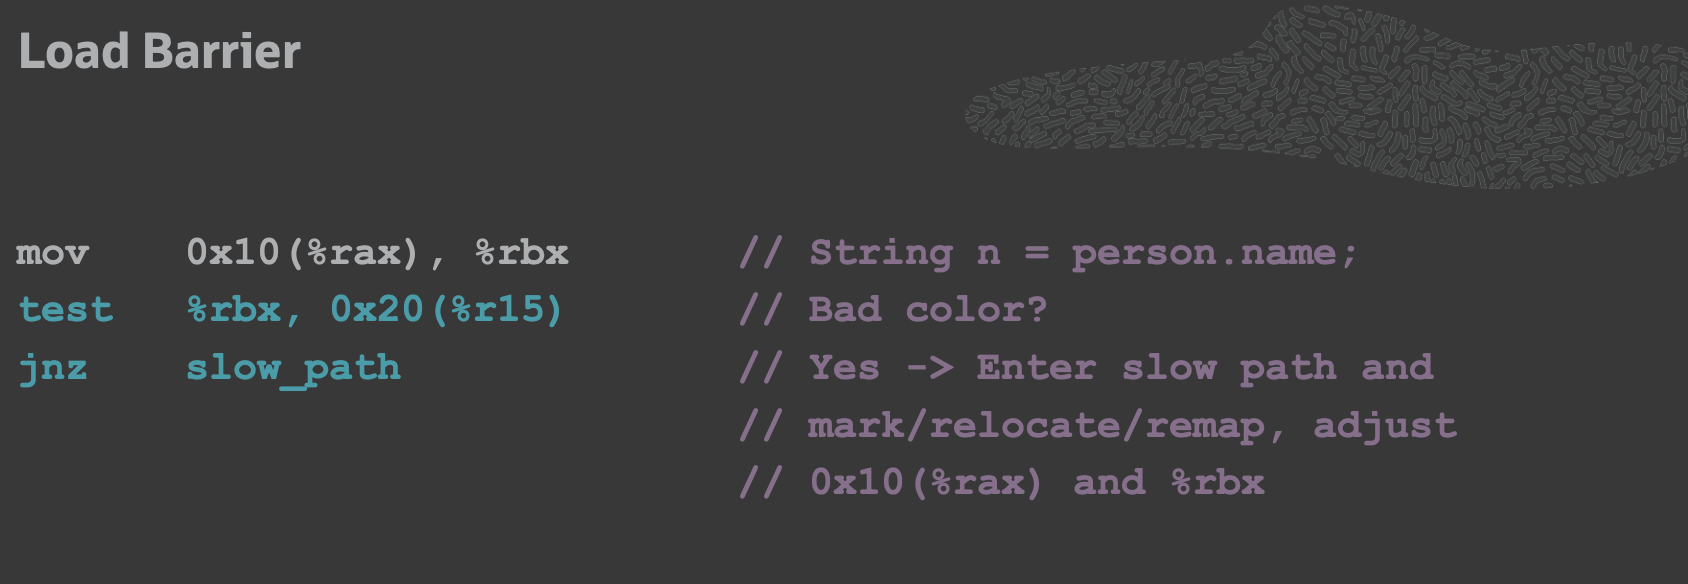 Load Barrier
mov 0x10(%rax), %rbx // String n = person.name;
test %rbx, 0x20(%r15) // Bad color?
jnz slow_path // Yes -> Enter slow path and
// mark/relocate/remap, adjust
// 0x10(%rax) and %rbx